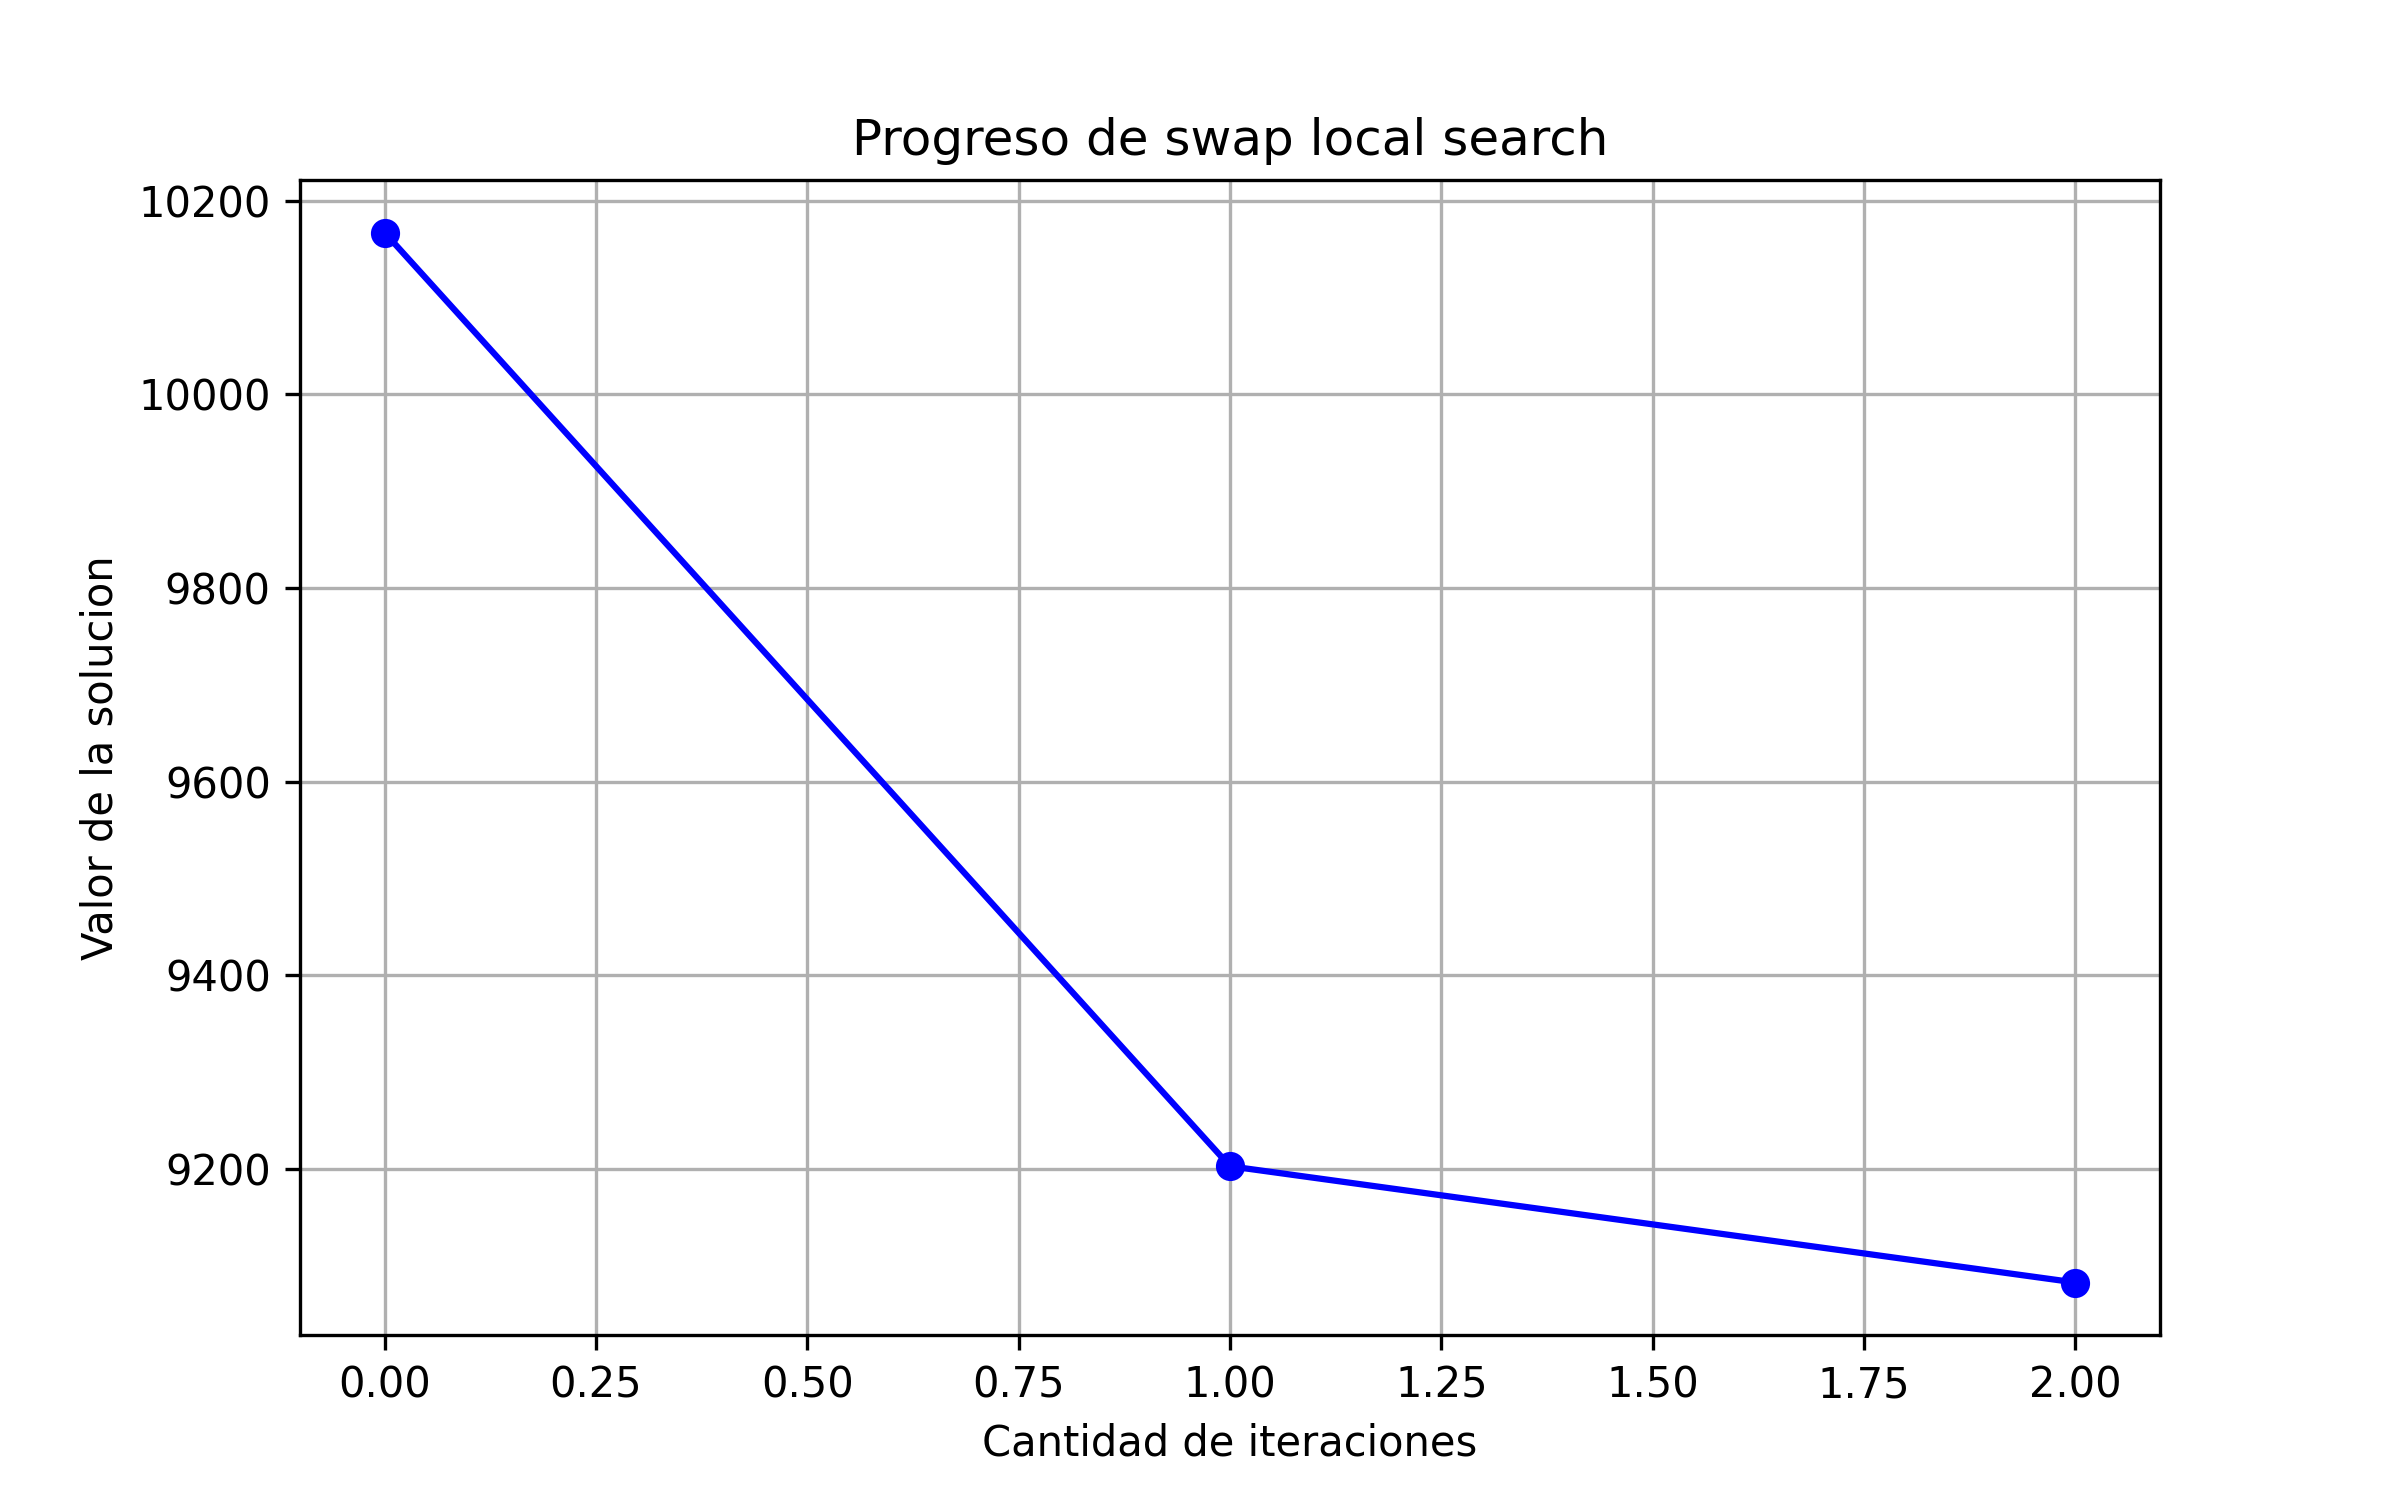 Progreso de swap local search
10200
10000
9800
9600
9400
9200
Valor de la solucion
0.00 0.25 0.50 0.75 1.00 1.25 1.50 1.75 2.00
Cantidad de iteraciones